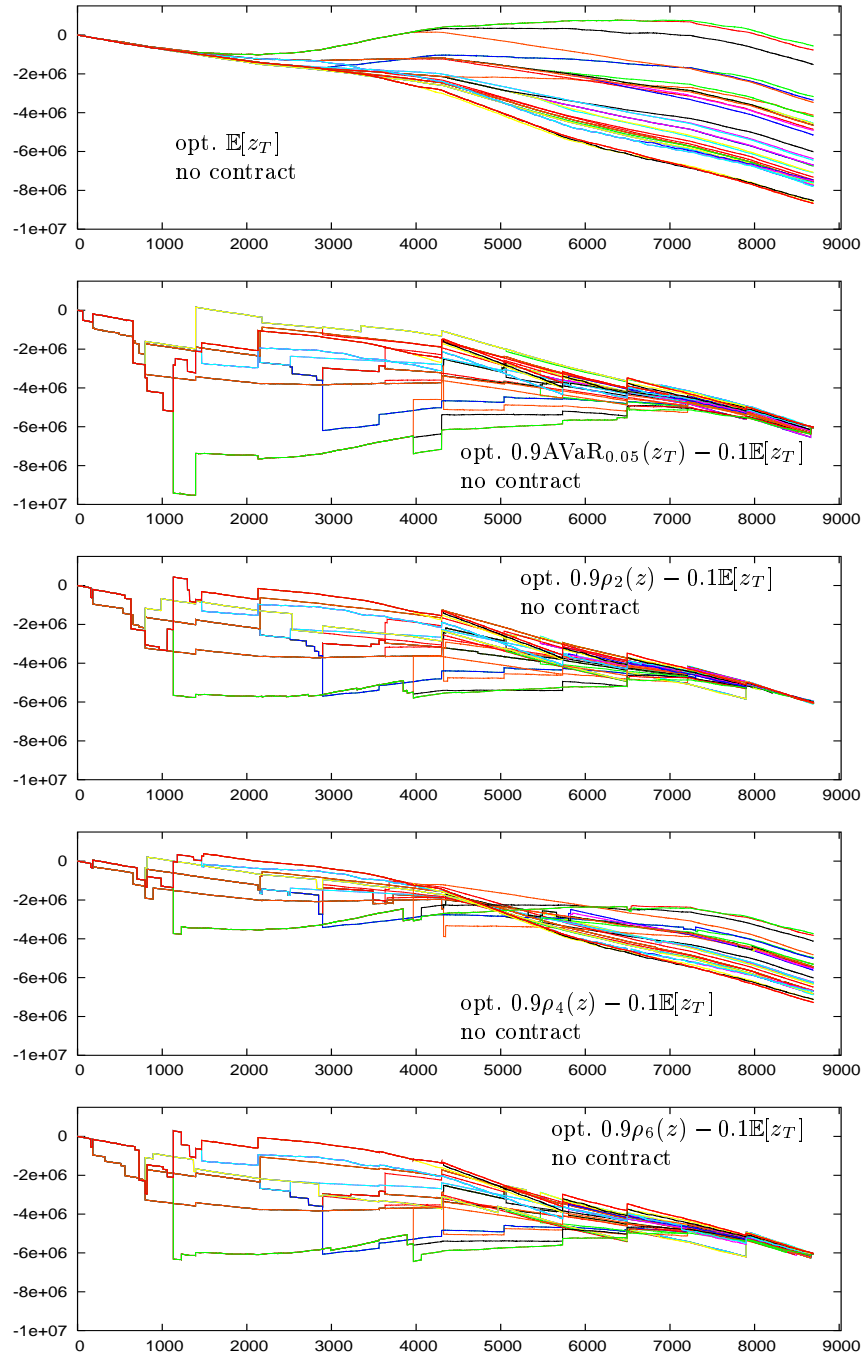 0
-2e+06
-4e+06
-6e+06
-8e+06
-1e+07
opt. 𝔼[z_T]
no contract
0 1000 2000 3000 4000 5000 6000 7000 8000 9000
0
-2e+06
-4e+06
-6e+06
-8e+06
-1e+07
opt. 0.9AVaR_{0.05}(z_T) − 0.1𝔼[z_T]
no contract
0 1000 2000 3000 4000 5000 6000 7000 8000 9000
0
-2e+06
-4e+06
-6e+06
-8e+06
-1e+07
opt. 0.9ρ_2(z) − 0.1𝔼[z_T]
no contract
0 1000 2000 3000 4000 5000 6000 7000 8000 9000
0
-2e+06
-4e+06
-6e+06
-8e+06
-1e+07
opt. 0.9ρ_4(z) − 0.1𝔼[z_T]
no contract
0 1000 2000 3000 4000 5000 6000 7000 8000 9000
0
-2e+06
-4e+06
-6e+06
-8e+06
-1e+07
opt. 0.9ρ_6(z) − 0.1𝔼[z_T]
no contract
0 1000 2000 3000 4000 5000 6000 7000 8000 9000